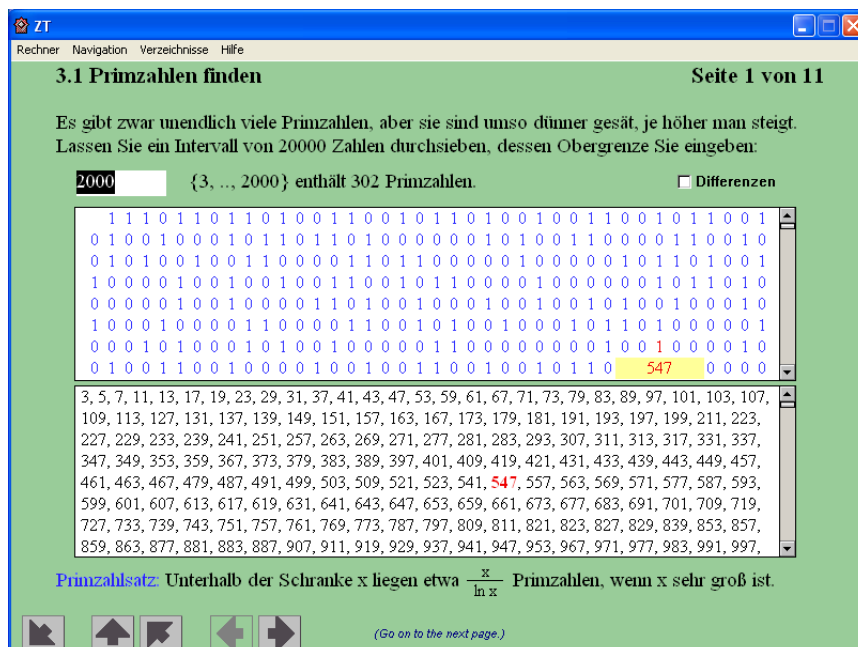 ZT
Rechner Navigation Verzeichnisse Hilfe
3.1 Primzahlen finden Seite 1 von 11
Es gibt zwar unendlich viele Primzahlen, aber sie sind umso dünner gesät, je höher man steigt.
Lassen Sie ein Intervall von 20000 Zahlen durchsieben, dessen Obergrenze Sie eingeben:
2000 {3, .., 2000} enthält 302 Primzahlen. Differenzen
1 1 1 0 1 1 0 1 1 0 1 0 0 1 1 0 0 1 0 1 1 0 1 0 0 1 0 0 1 1 0 0 1 0 1 1 0 0 1
0 1 0 0 1 0 0 0 1 0 1 1 0 1 1 0 1 0 0 0 0 0 0 1 0 1 0 0 1 1 0 0 0 0 1 1 0 0 1 0
0 1 0 1 0 0 1 0 0 1 1 0 0 0 0 1 1 0 1 1 0 0 0 0 0 1 0 0 0 0 0 1 0 1 1 0 1 0 0 1
1 0 0 0 0 1 0 0 1 0 0 1 0 0 1 1 0 0 1 0 1 1 0 0 0 0 1 0 0 0 0 0 0 1 0 1 1 0 1 0
0 0 0 0 0 1 0 0 1 0 0 0 0 1 1 0 1 0 0 1 0 0 0 1 0 0 1 0 0 1 0 1 0 0 1 0 0 0 1 0
1 0 0 0 1 0 0 0 0 1 1 0 0 0 0 1 1 0 0 1 0 1 0 0 1 0 0 0 1 0 1 1 0 1 0 0 0 0 0 1
0 0 0 1 0 1 0 0 0 1 0 1 0 0 1 0 0 0 0 0 1 1 0 0 0 0 0 0 0 0 1 0 0 1 0 0 0 0 1 0
0 1 0 0 1 1 0 0 1 0 0 0 0 1 0 0 1 0 0 1 1 0 0 1 0 0 1 0 1 1 0 547 0 0 0 0
3, 5, 7, 11, 13, 17, 19, 23, 29, 31, 37, 41, 43, 47, 53, 59, 61, 67, 71, 73, 79, 83, 89, 97, 101, 103, 107,
109, 113, 127, 131, 137, 139, 149, 151, 157, 163, 167, 173, 179, 181, 191, 193, 197, 199, 211, 223,
227, 229, 233, 239, 241, 251, 257, 263, 269, 271, 277, 281, 283, 293, 307, 311, 313, 317, 331, 337,
347, 349, 353, 359, 367, 373, 379, 383, 389, 397, 401, 409, 419, 421, 431, 433, 439, 443, 449, 457,
461, 463, 467, 479, 487, 491, 499, 503, 509, 521, 523, 541, 547, 557, 563, 569, 571, 577, 587, 593,
599, 601, 607, 613, 617, 619, 631, 641, 643, 647, 653, 659, 661, 673, 677, 683, 691, 701, 709, 719,
727, 733, 739, 743, 751, 757, 761, 769, 773, 787, 797, 809, 811, 821, 823, 827, 829, 839, 853, 857,
859, 863, 877, 881, 883, 887, 907, 911, 919, 929, 937, 941, 947, 953, 967, 971, 977, 983, 991, 997,
Primzahlsatz: Unterhalb der Schranke x liegen etwa x / ln x Primzahlen, wenn x sehr groß ist.
(Go on to the next page.)